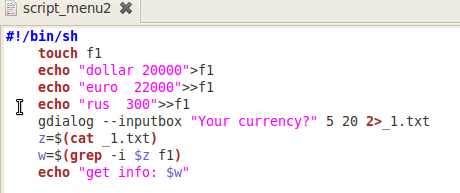 script_menu2
#!/bin/sh
touch f1
echo "dollar 20000">f1
echo "euro  22000">>f1
echo "rus  300">>f1
gdialog --inputbox "Your currency?" 5 20 2>_1.txt
z=$(cat _1.txt)
w=$(grep -i $z f1)
echo "get info: $w"